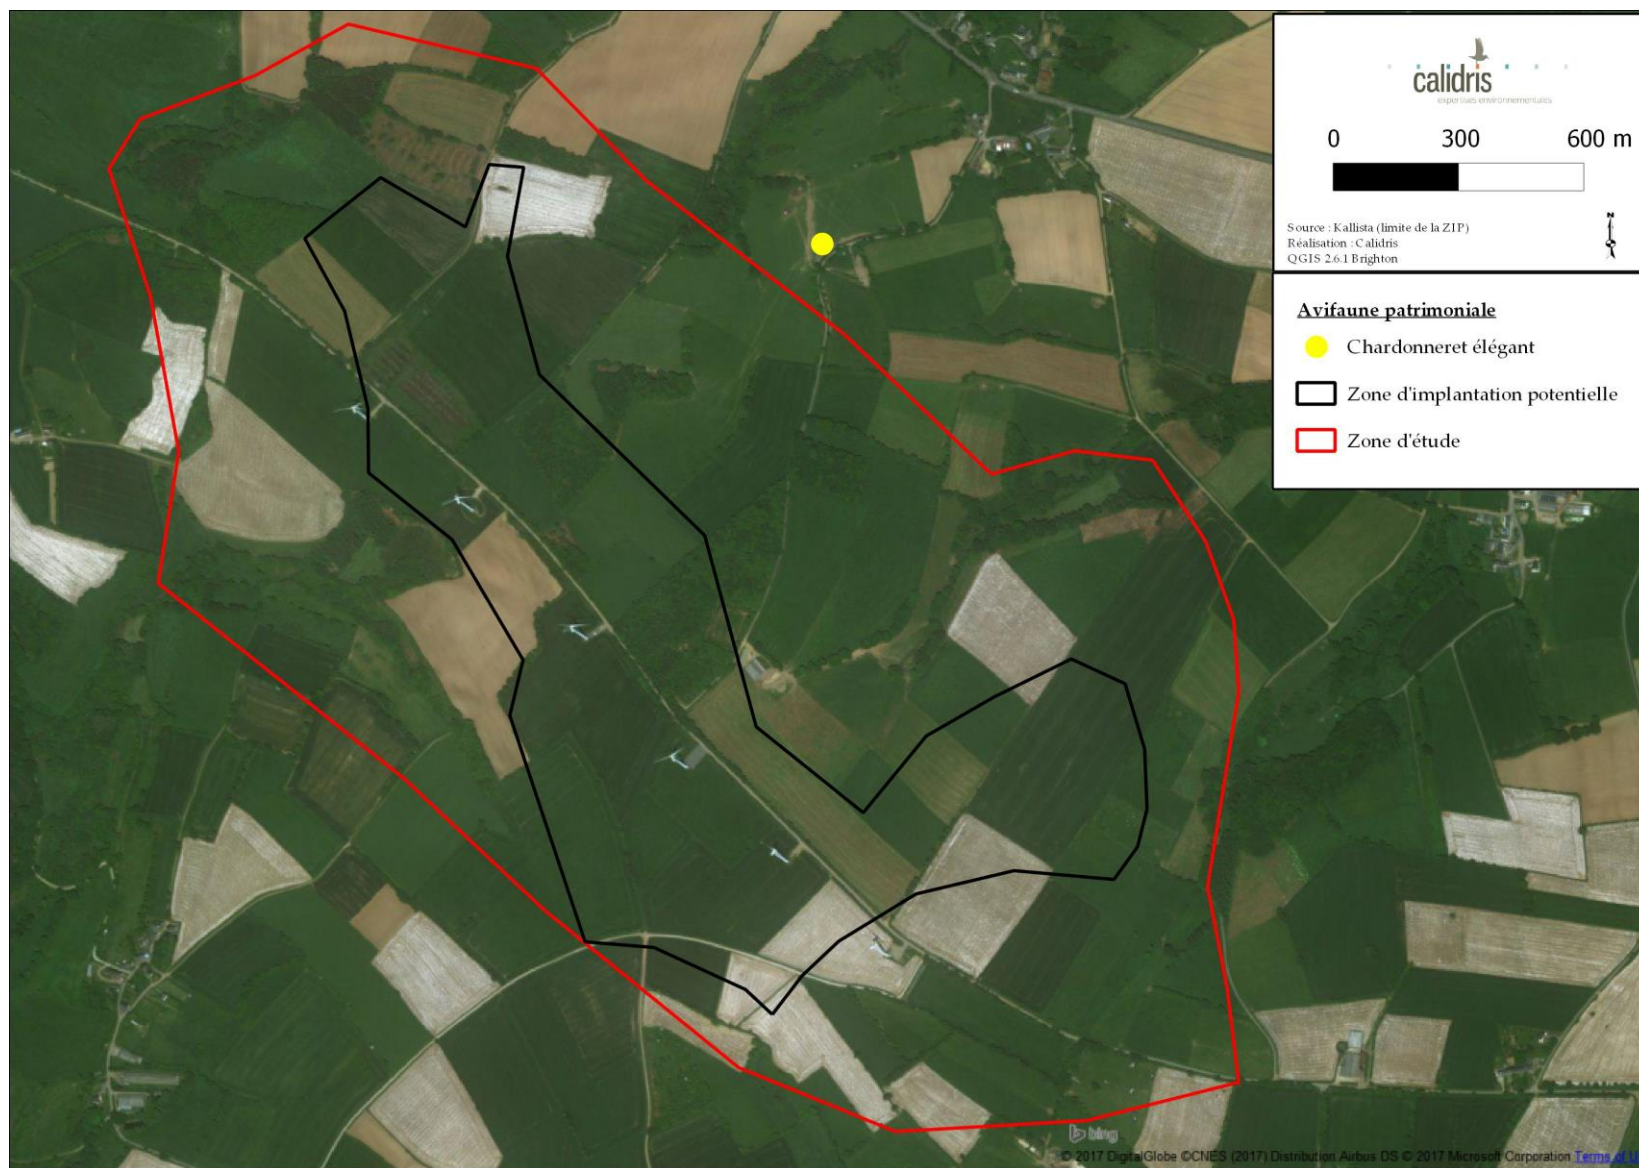 calidris
expertises environnementales
0 300 600 m
Source : Kallista (limite de la ZIP)
Réalisation : Calidris
QGIS 2.6.1 Brighton
N
Avifaune patrimoniale
Chardonneret élégant
Zone d'implantation potentielle
Zone d'étude
bing
© 2017 DigitalGlobe ©CNES (2017) Distribution Airbus DS © 2017 Microsoft Corporation Terms of U